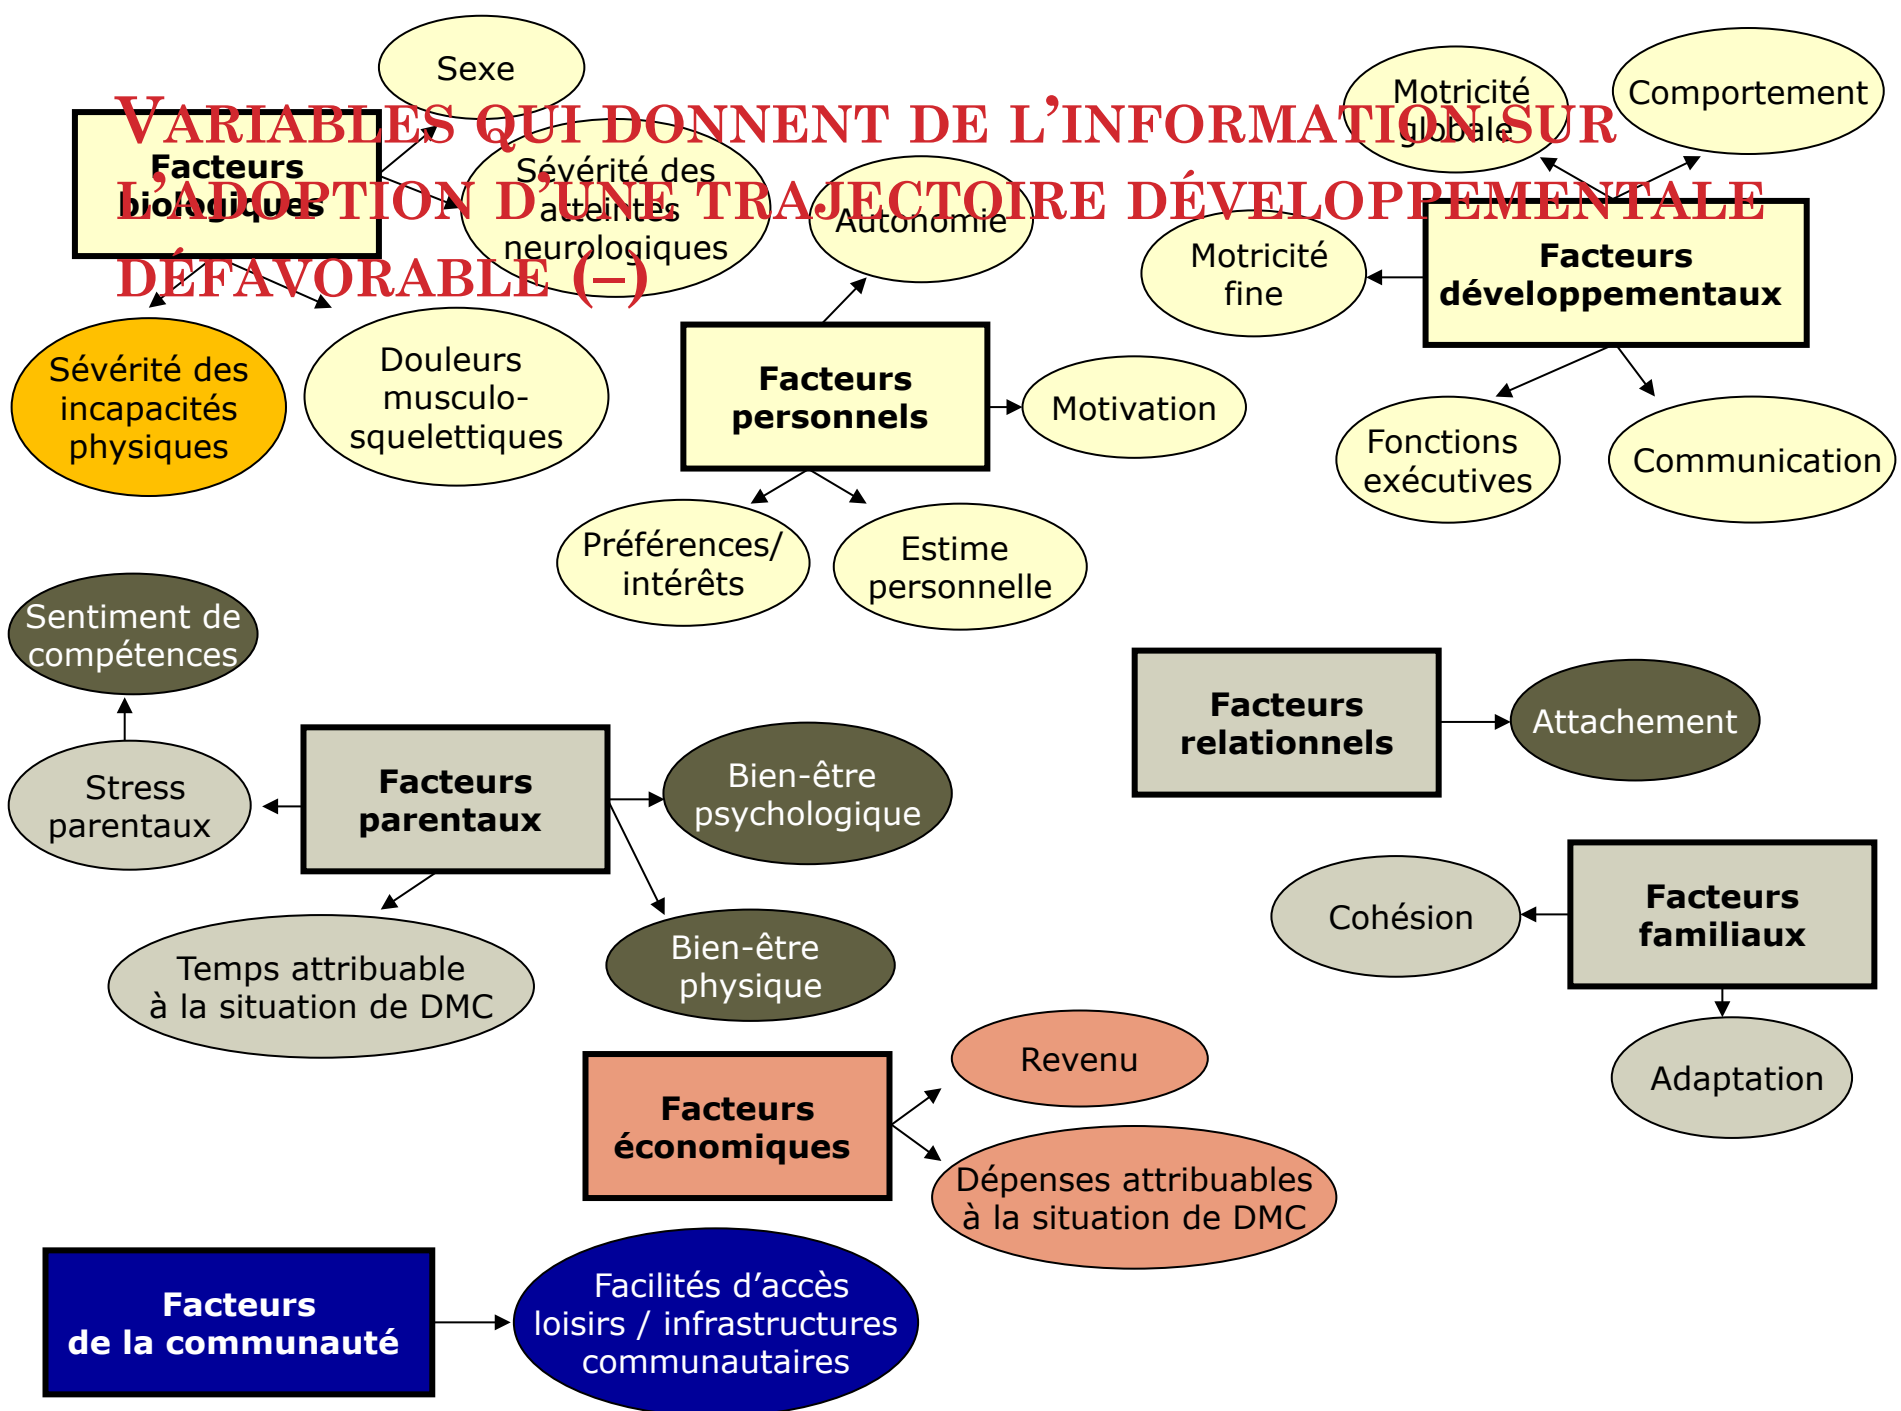 VARIABLES QUI DONNENT DE L’INFORMATION SUR
L’ADOPTION D’UNE TRAJECTOIRE DÉVELOPPEMENTALE
DÉFAVORABLE (–)
Sexe
Facteurs
biologiques
Sévérité des
atteintes
neurologiques
Sévérité des
incapacités
physiques
Douleurs
musculo-
squelettiques
Autonomie
Facteurs
personnels
Motivation
Préférences/
intérêts
Estime
personnelle
Motricité
globale
Comportement
Motricité
fine
Facteurs
développementaux
Fonctions
exécutives
Communication
Sentiment de
compétences
Stress
parentaux
Facteurs
parentaux
Bien-être
psychologique
Temps attribuable
à la situation de DMC
Bien-être
physique
Facteurs
relationnels
Attachement
Cohésion
Facteurs
familiaux
Adaptation
Facteurs
économiques
Revenu
Dépenses attribuables
à la situation de DMC
Facteurs
de la communauté
Facilités d’accès
loisirs / infrastructures
communautaires